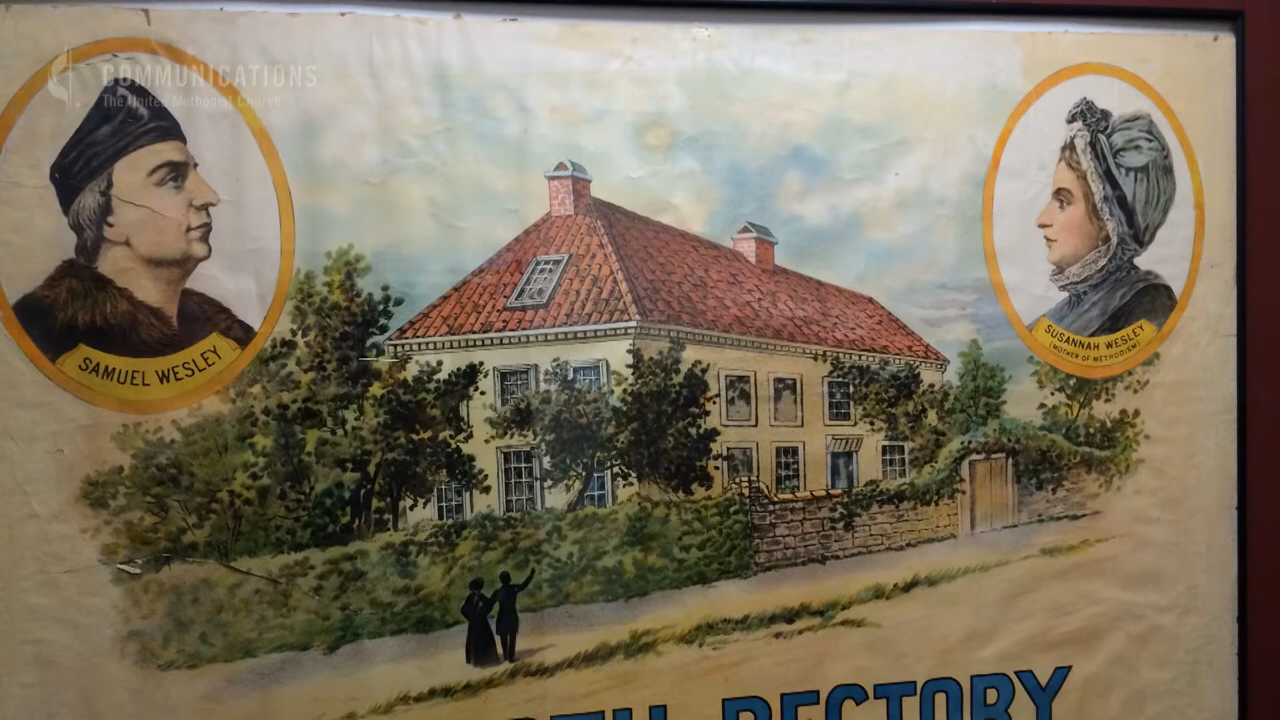 COMMUNICATIONS
The United Methodist Church
SAMUEL WESLEY
SUSANNAH WESLEY
(MOTHER OF METHODISM)
RECTORY